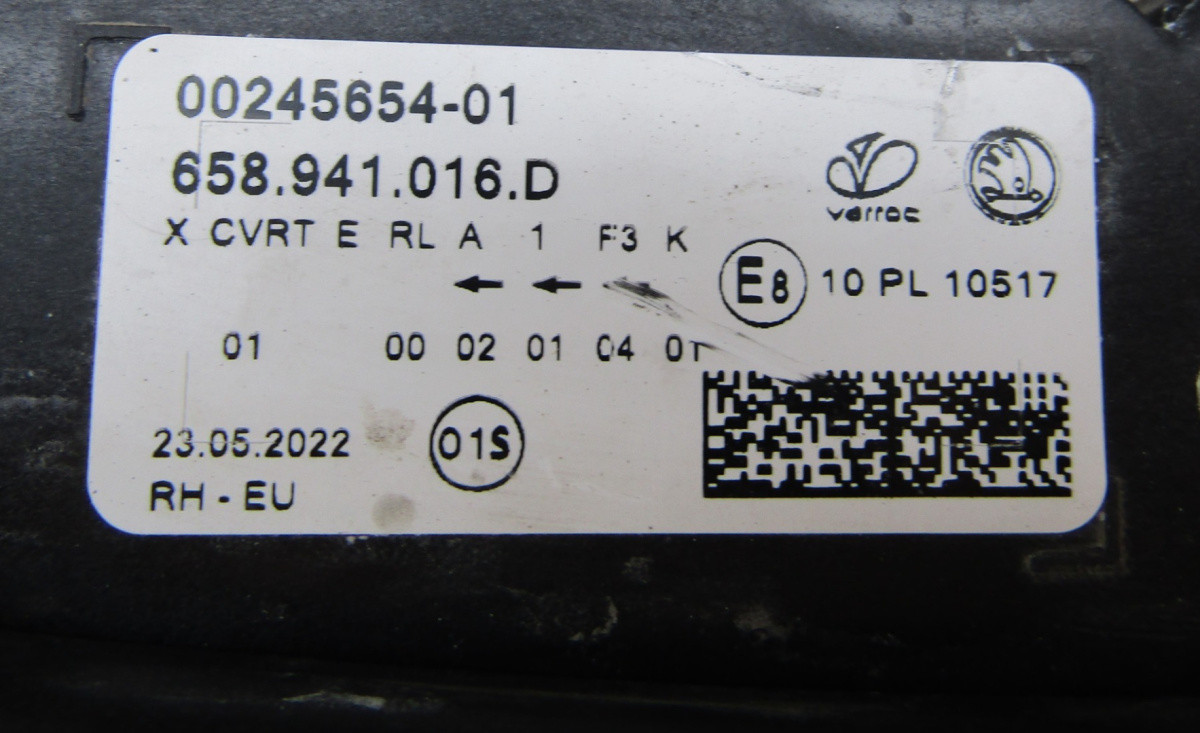 00245654-01
658.941.016.D
varroc
X CVRT E RL A 1 F3 K
E8 10 PL 10517
01 00 02 01 04 01
23.05.2022
01S
RH - EU